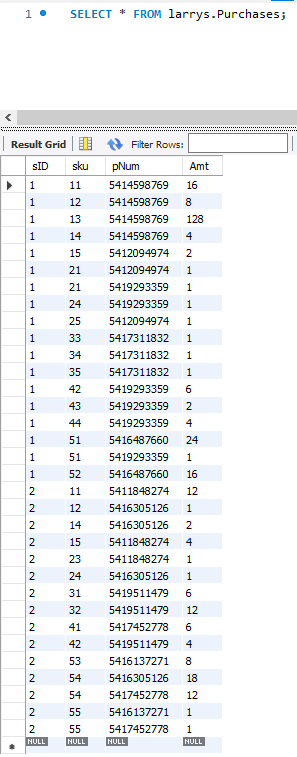 1 SELECT * FROM larrys.Purchases;
Result Grid Filter Rows:
sID sku pNum Amt
1 11 5414598769 16
1 12 5414598769 8
1 13 5414598769 128
1 14 5414598769 4
1 15 5412094974 2
1 21 5412094974 1
1 21 5419293359 1
1 24 5419293359 1
1 25 5412094974 1
1 33 5417311832 1
1 34 5417311832 1
1 35 5417311832 1
1 42 5419293359 6
1 43 5419293359 2
1 44 5419293359 4
1 51 5416487660 24
1 51 5419293359 1
1 52 5416487660 16
2 11 5411848274 12
2 12 5416305126 1
2 14 5416305126 2
2 15 5411848274 4
2 23 5411848274 1
2 24 5416305126 1
2 31 5419511479 6
2 32 5419511479 12
2 41 5417452778 6
2 42 5419511479 4
2 53 5416137271 8
2 54 5416305126 18
2 54 5417452778 12
2 55 5416137271 1
2 55 5417452778 1
NULL NULL NULL NULL